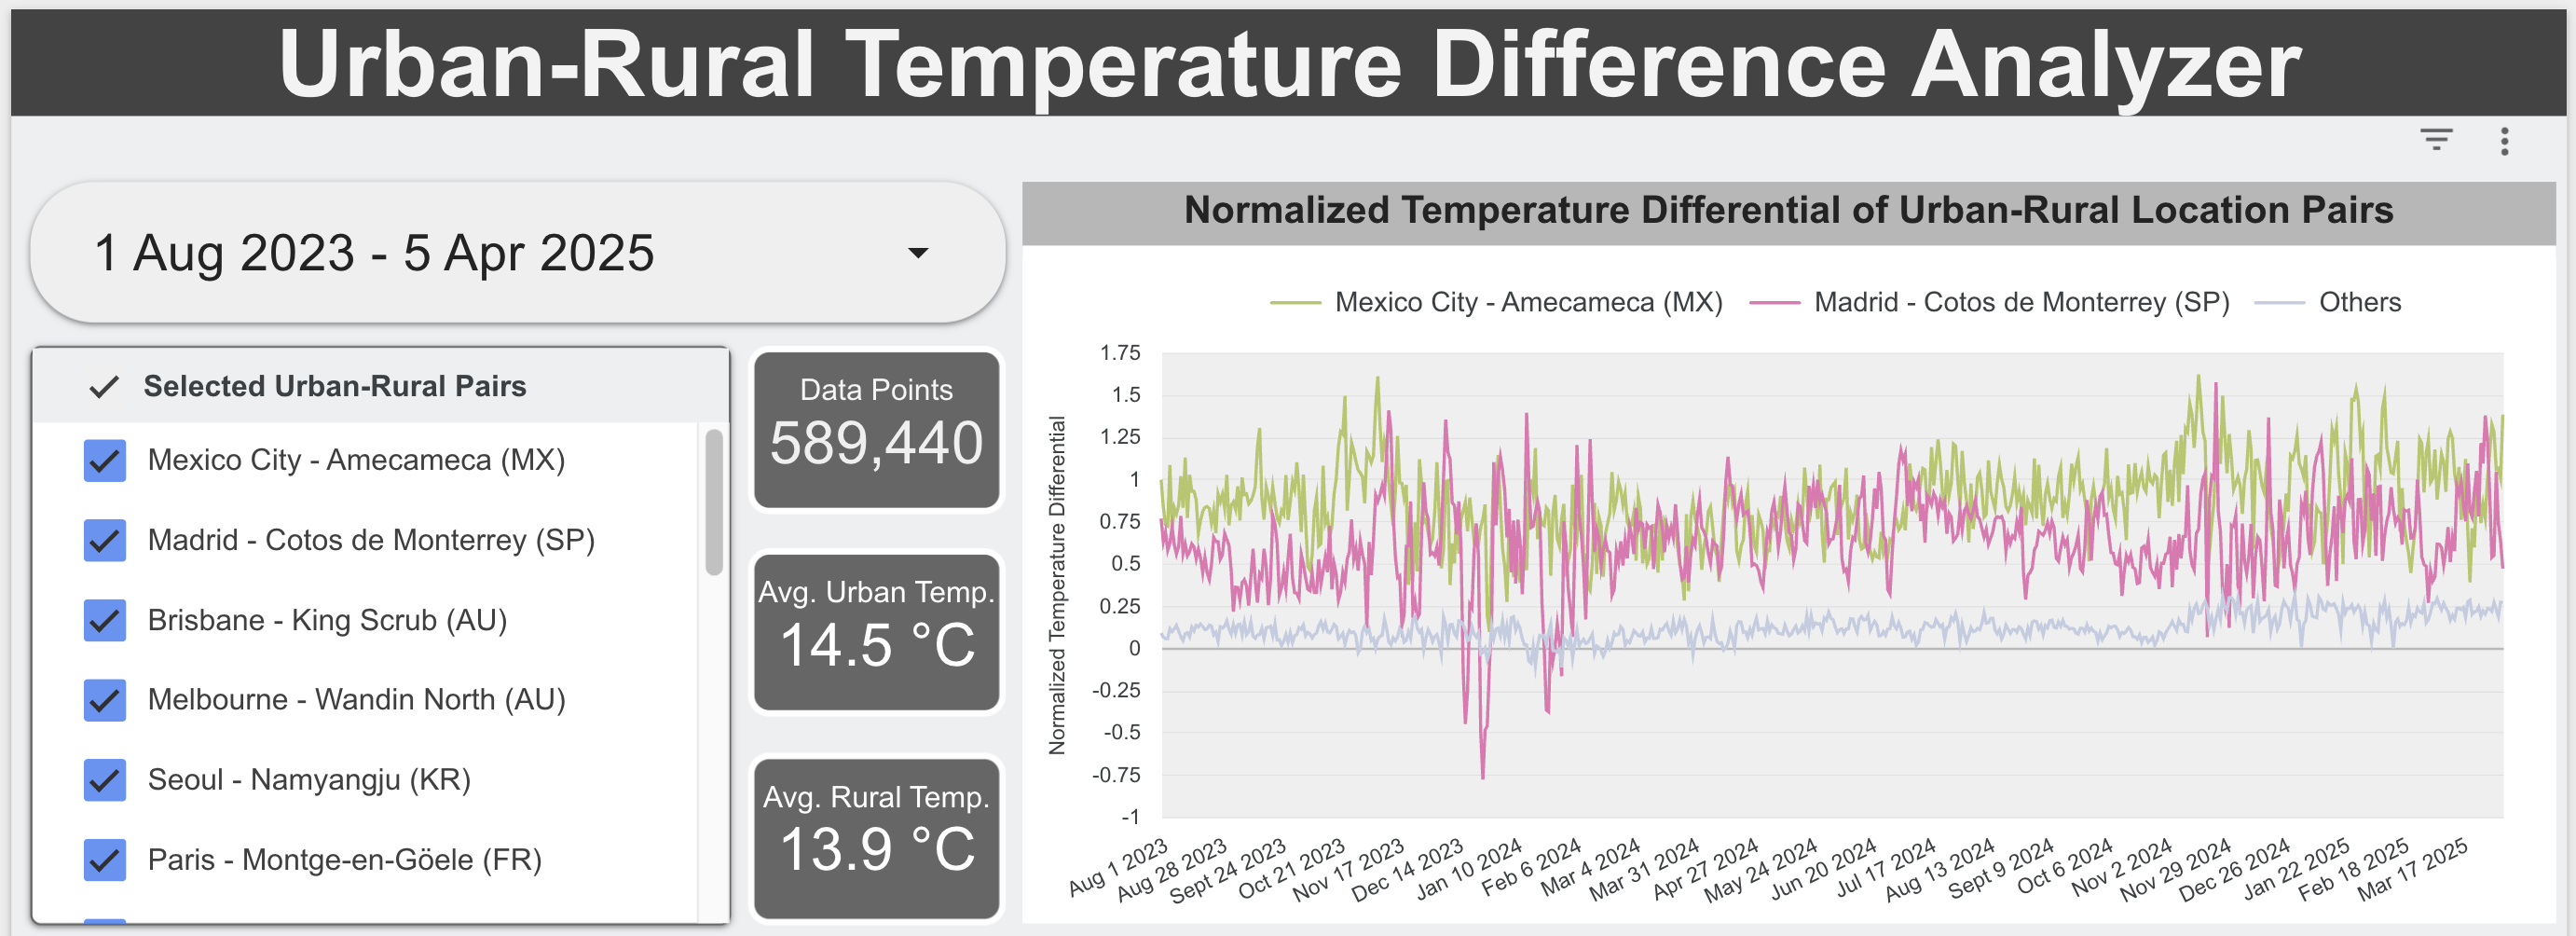 Urban-Rural Temperature Difference Analyzer
1 Aug 2023 - 5 Apr 2025
Selected Urban-Rural Pairs
Mexico City - Amecameca (MX)
Madrid - Cotos de Monterrey (SP)
Brisbane - King Scrub (AU)
Melbourne - Wandin North (AU)
Seoul - Namyangju (KR)
Paris - Montge-en-Göele (FR)
Data Points
589,440
Avg. Urban Temp.
14.5 °C
Avg. Rural Temp.
13.9 °C
Normalized Temperature Differential of Urban-Rural Location Pairs
Mexico City - Amecameca (MX)
Madrid - Cotos de Monterrey (SP)
Others
Normalized Temperature Differential
1.75
1.5
1.25
1
0.75
0.5
0.25
0
-0.25
-0.5
-0.75
-1
Aug 1 2023
Aug 28 2023
Sept 24 2023
Oct 21 2023
Nov 17 2023
Dec 14 2023
Jan 10 2024
Feb 6 2024
Mar 4 2024
Mar 31 2024
Apr 27 2024
May 24 2024
Jun 20 2024
Jul 17 2024
Aug 13 2024
Sept 9 2024
Oct 6 2024
Nov 2 2024
Nov 29 2024
Dec 26 2024
Jan 22 2025
Feb 18 2025
Mar 17 2025